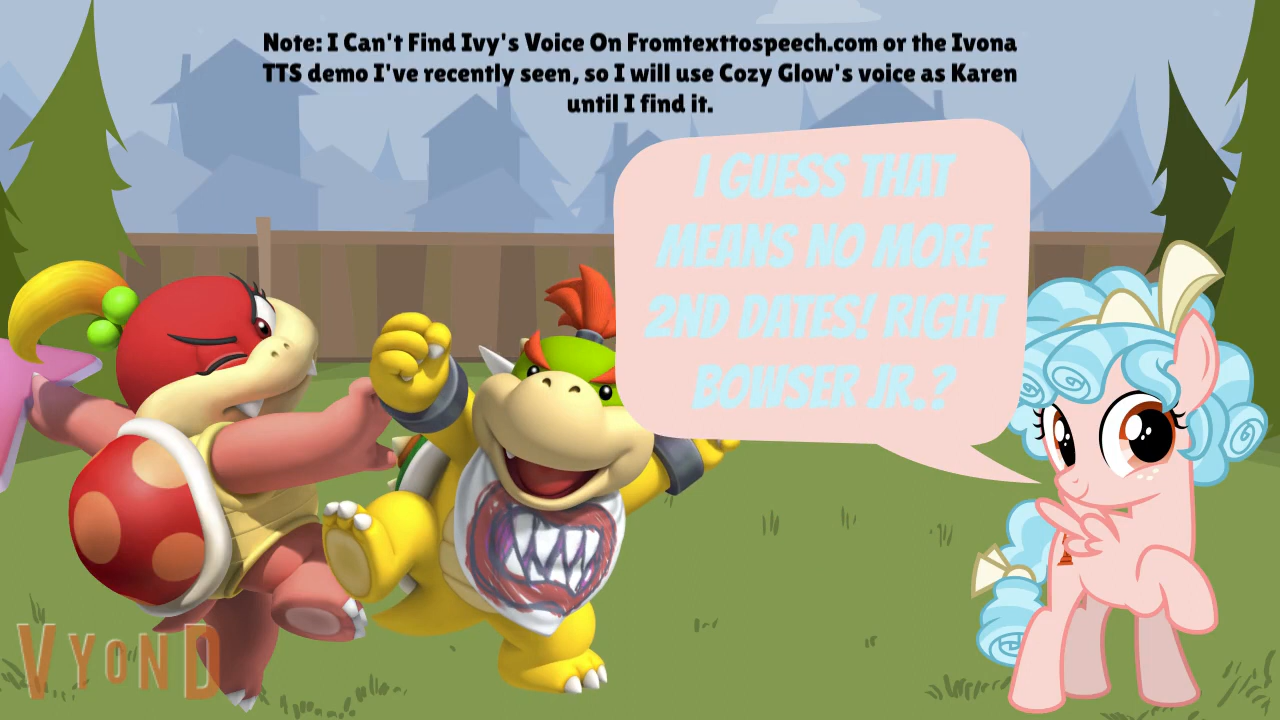 Note: I Can't Find Ivy's Voice On Fromtexttospeech.com or the Ivona
TTS demo I've recently seen, so I will use Cozy Glow's voice as Karen
until I find it.
I GUESS THAT
MEANS NO MORE
2ND DATES! RIGHT
BOWSER JR.?
VYOND